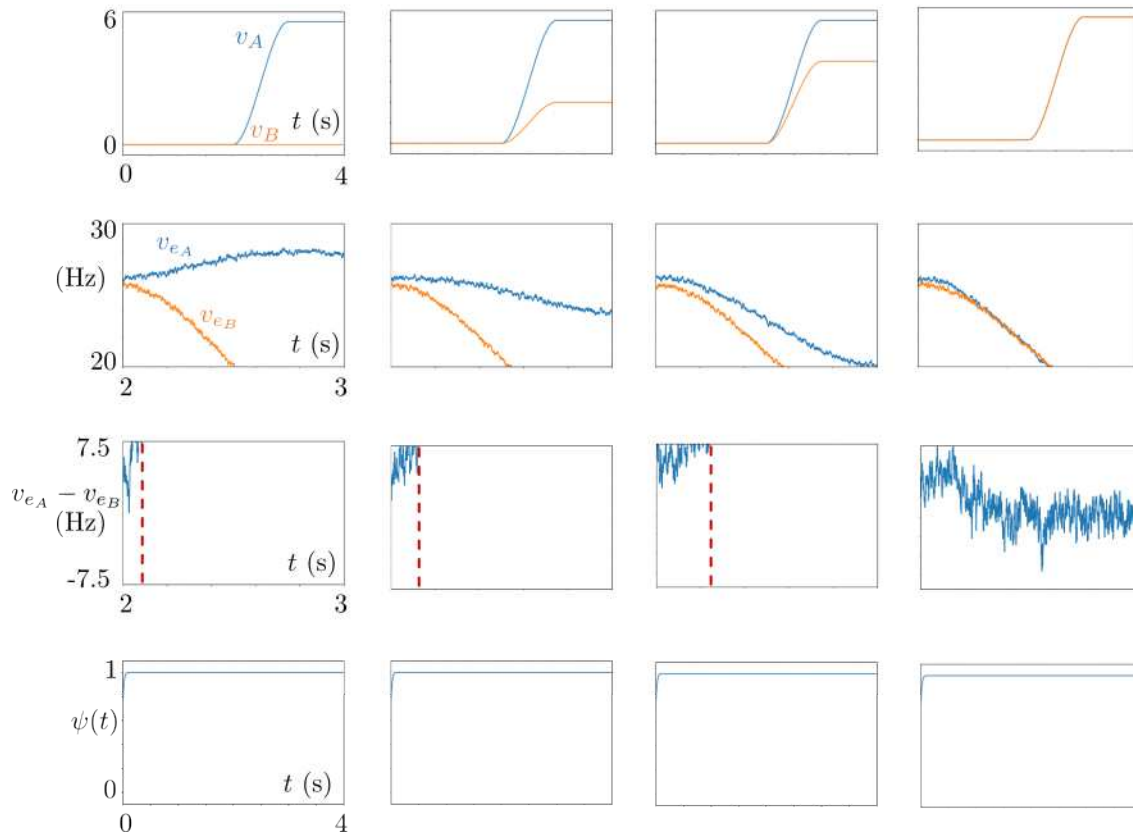 6
v_A
t (s)
v_B
0
0 4
30
v_{e_A}
(Hz)
v_{e_B}
t (s)
20
2 3
7.5
v_{e_A} − v_{e_B}
(Hz)
t (s)
-7.5
2 3
1
ψ(t)
t (s)
0
0 4